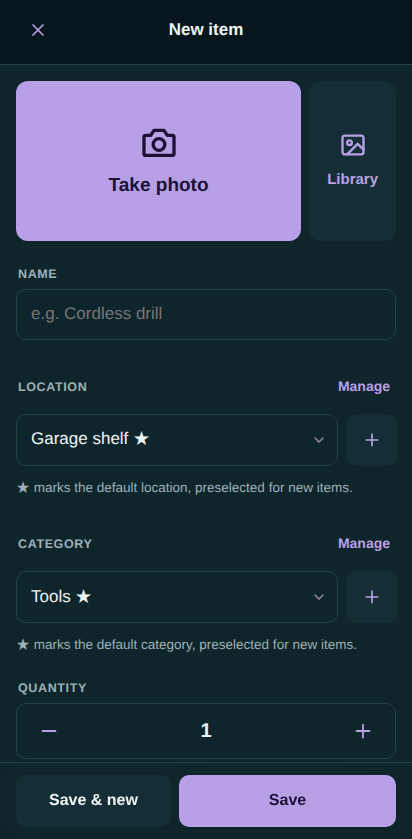 New item
Take photo
Library
NAME
e.g. Cordless drill
LOCATION
Manage
Garage shelf ★
★ marks the default location, preselected for new items.
CATEGORY
Manage
Tools ★
★ marks the default category, preselected for new items.
QUANTITY
1
Save & new
Save